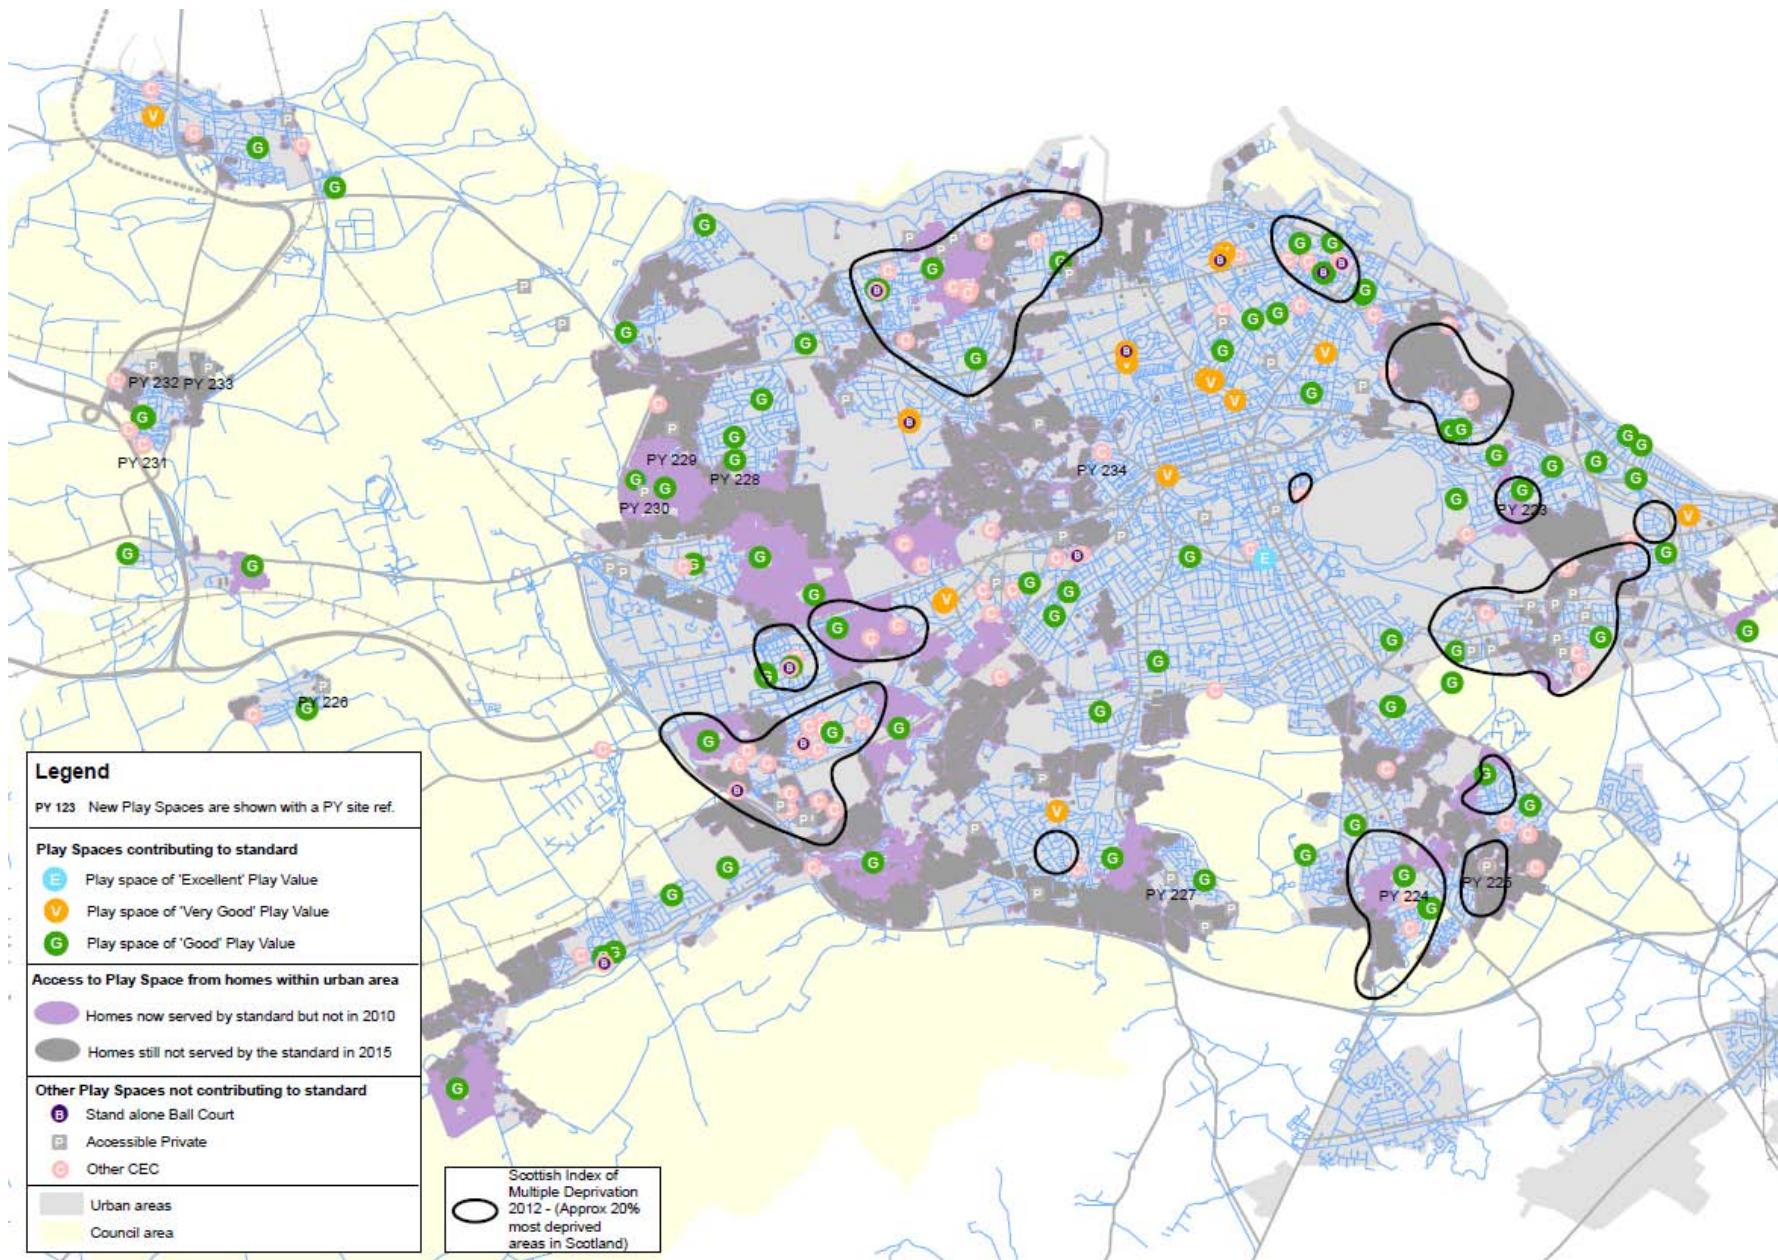 PY 232 PY 233
PY 231
PY 229
PY 228
PY 230
PY 234
PY 223
PY 226
PY 227
PY 224
PY 225
Legend
PY 123 New Play Spaces are shown with a PY site ref.
Play Spaces contributing to standard
E Play space of 'Excellent' Play Value
V Play space of 'Very Good' Play Value
G Play space of 'Good' Play Value
Access to Play Space from homes within urban area
Homes now served by standard but not in 2010
Homes still not served by the standard in 2015
Other Play Spaces not contributing to standard
B Stand alone Ball Court
P Accessible Private
C Other CEC
Urban areas
Council area
Scottish Index of
Multiple Deprivation
2012 - (Approx 20%
most deprived
areas in Scotland)